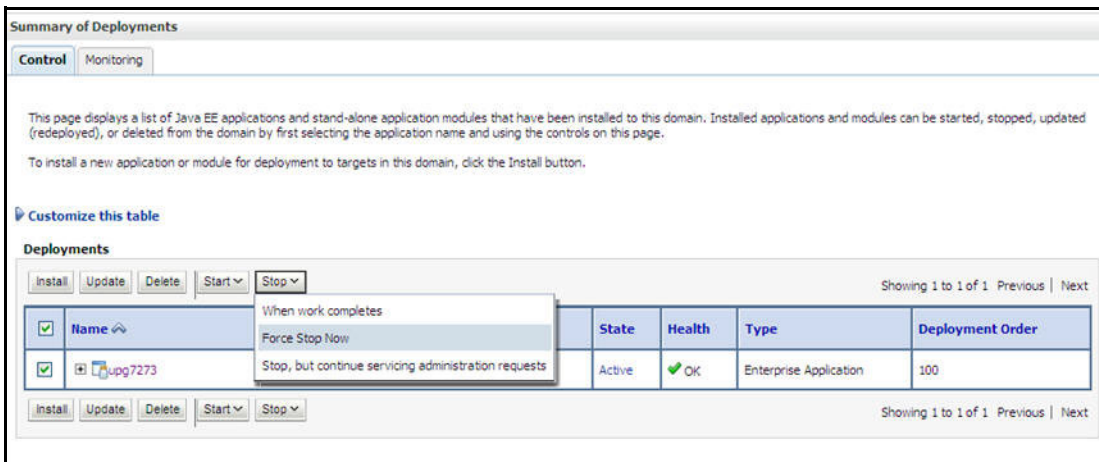 Summary of Deployments
Control Monitoring
This page displays a list of Java EE applications and stand-alone application modules that have been installed to this domain. Installed applications and modules can be started, stopped, updated
(redeployed), or deleted from the domain by first selecting the application name and using the controls on this page.
To install a new application or module for deployment to targets in this domain, click the Install button.
Customize this table
Deployments
Install Update Delete Start Stop Showing 1 to 1 of 1 Previous | Next
When work completes
Name State Health Type Deployment Order
Force Stop Now
Stop, but continue servicing administration requests
upg7273 Active OK Enterprise Application 100
Install Update Delete Start Stop Showing 1 to 1 of 1 Previous | Next